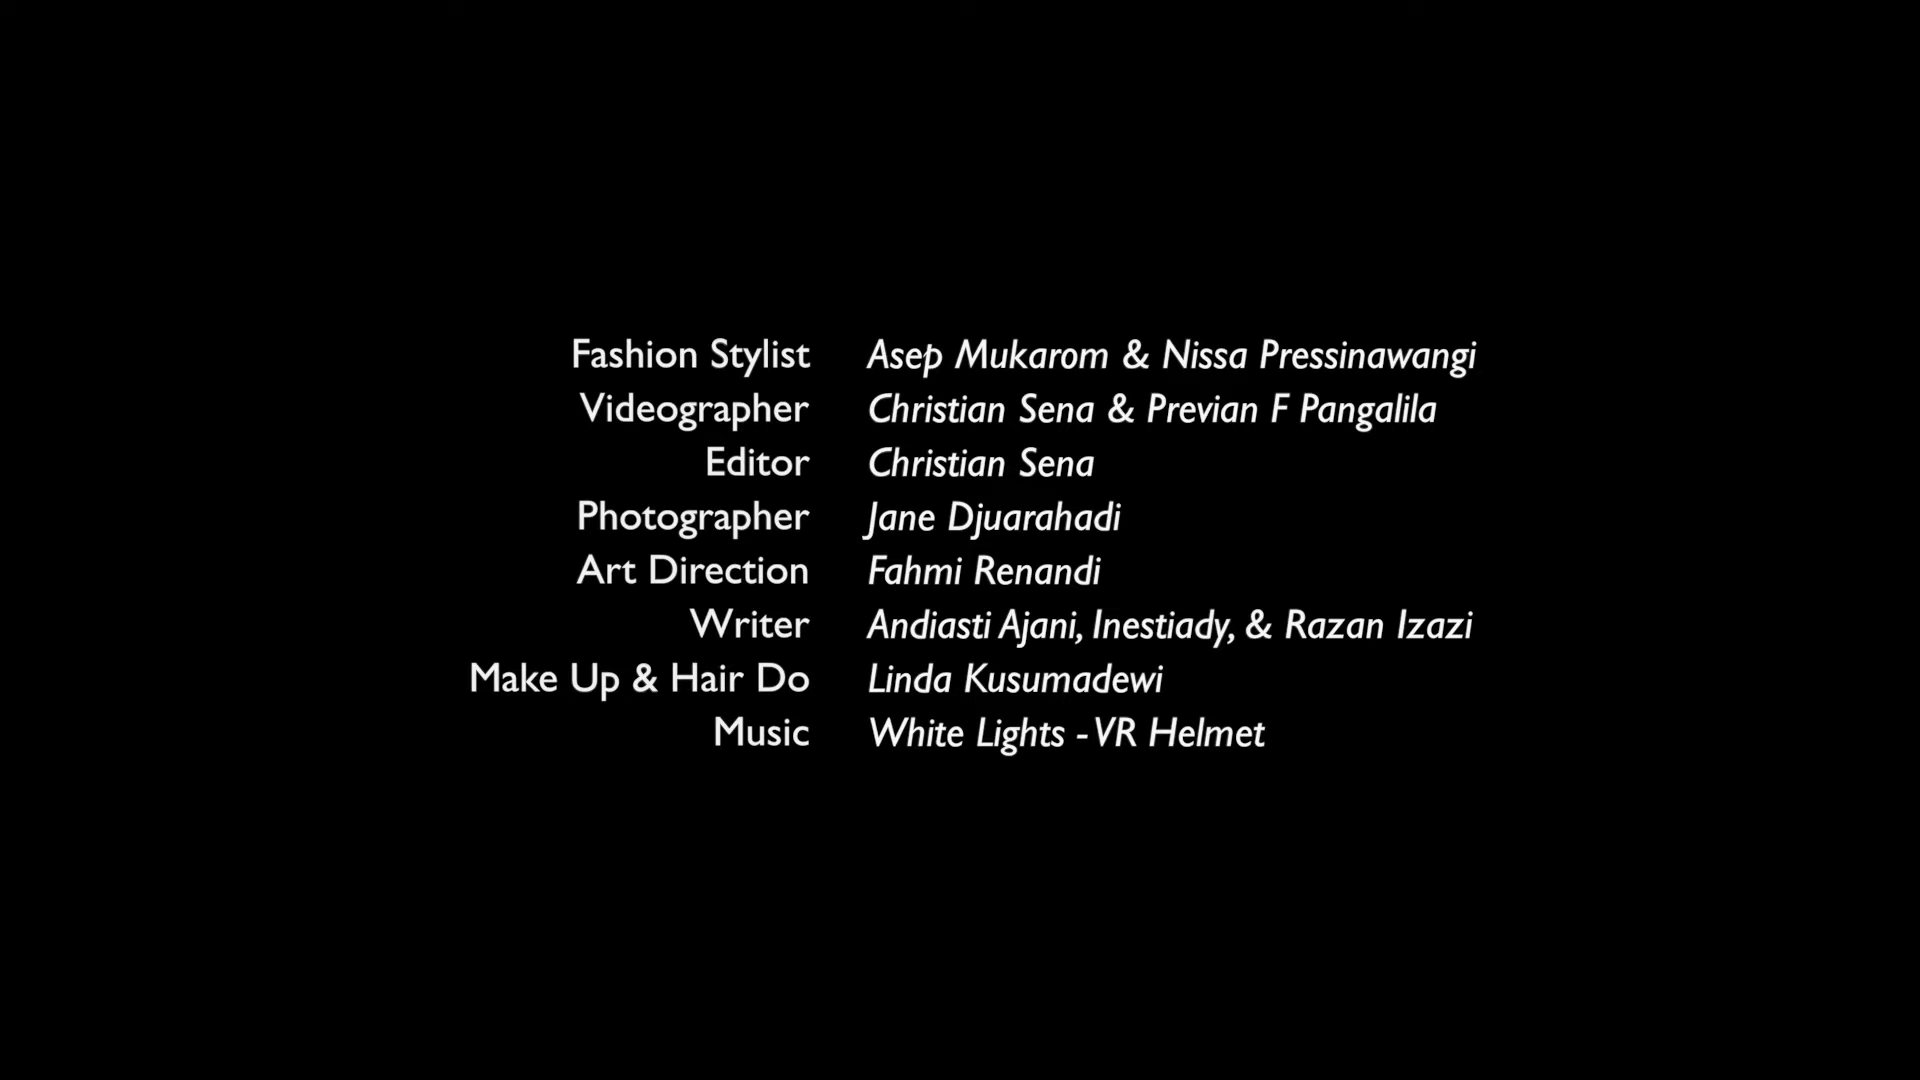 Fashion Stylist Asep Mukarom & Nissa Pressinawangi
Videographer Christian Sena & Previan F Pangalila
Editor Christian Sena
Photographer Jane Djuarahadi
Art Direction Fahmi Renandi
Writer Andiasti Ajani, Inestiady, & Razan Izazi
Make Up & Hair Do Linda Kusumadewi
Music White Lights - VR Helmet